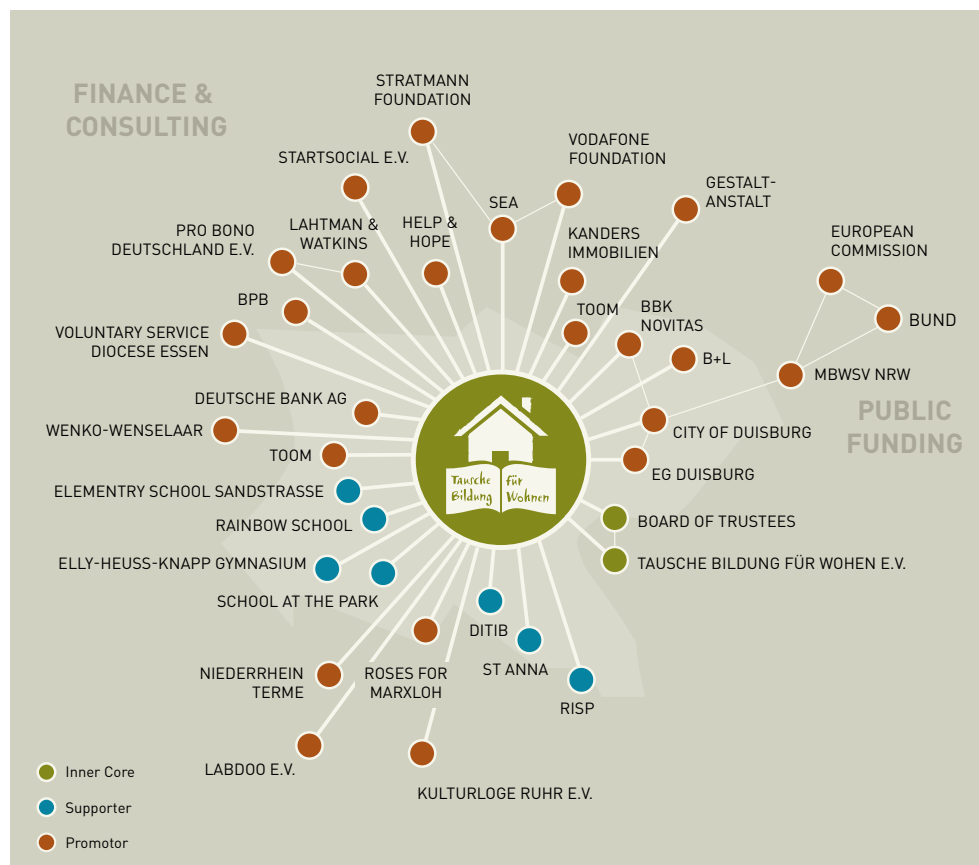 FINANCE &
CONSULTING
STRATMANN
FOUNDATION
STARTSOCIAL E.V.
VODAFONE
FOUNDATION
SEA
GESTALT-
ANSTALT
PRO BONO
DEUTSCHLAND E.V.
LAHTMAN &
WATKINS
HELP &
HOPE
KANDERS
IMMOBILIEN
EUROPEAN
COMMISSION
BPB
TOOM
BBK
NOVITAS
BUND
VOLUNTARY SERVICE
DIOCESE ESSEN
B+L
MBWSV NRW
DEUTSCHE BANK AG
PUBLIC
FUNDING
WENKO-WENSELAAR
CITY OF DUISBURG
TOOM
EG DUISBURG
Tausche für
Bildung Wohnen
ELEMENTRY SCHOOL SANDSTRASSE
RAINBOW SCHOOL
BOARD OF TRUSTEES
ELLY-HEUSS-KNAPP GYMNASIUM
TAUSCHE BILDUNG FÜR WOHEN E.V.
SCHOOL AT THE PARK
DITIB
ST ANNA
NIEDERRHEIN
TERME
ROSES FOR
MARXLOH
RISP
LABDOO E.V.
KULTURLOGE RUHR E.V.
Inner Core
Supporter
Promotor